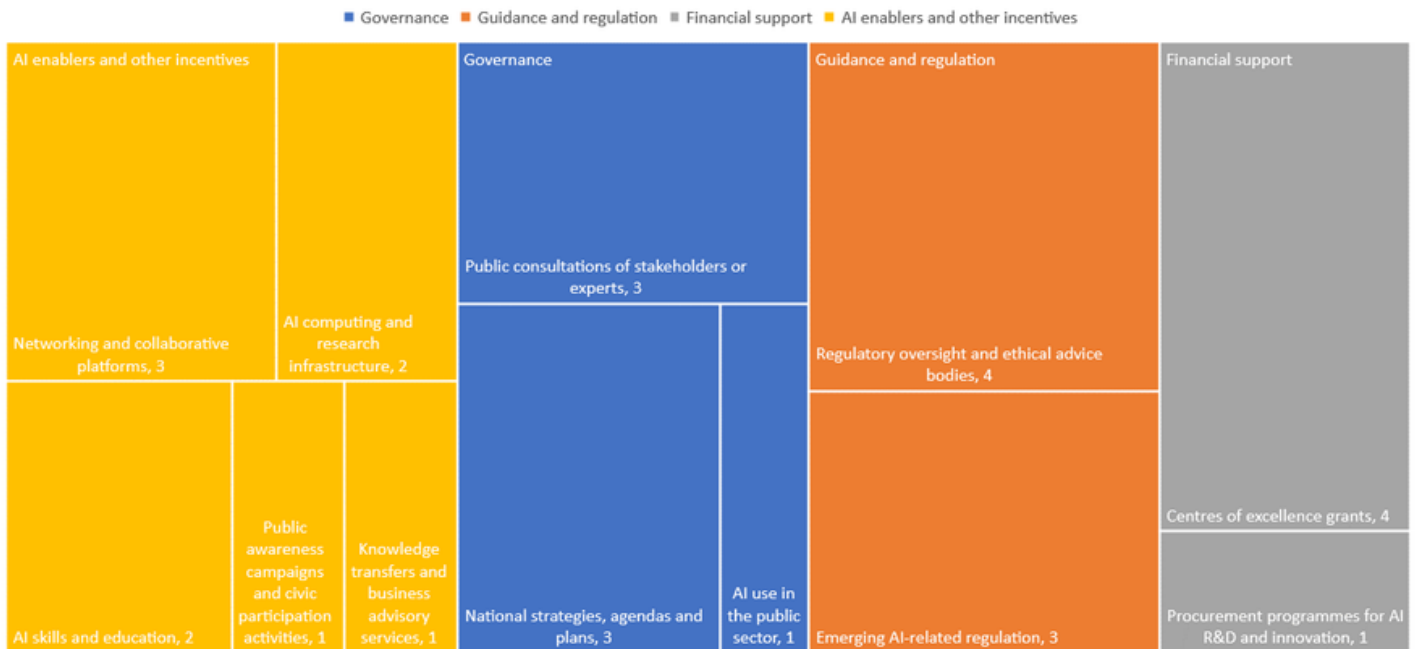 Governance Guidance and regulation Financial support AI enablers and other incentives
AI enablers and other incentives
Networking and collaborative
platforms, 3
AI computing and
research
infrastructure, 2
AI skills and education, 2
Public
awareness
campaigns
and civic
participation
activities, 1
Knowledge
transfers and
business
advisory
services, 1
Governance
Public consultations of stakeholders or
experts, 3
National strategies, agendas and
plans, 3
AI use in
the public
sector, 1
Guidance and regulation
Regulatory oversight and ethical advice
bodies, 4
Emerging AI-related regulation, 3
Financial support
Centres of excellence grants, 4
Procurement programmes for AI
R&D and innovation, 1